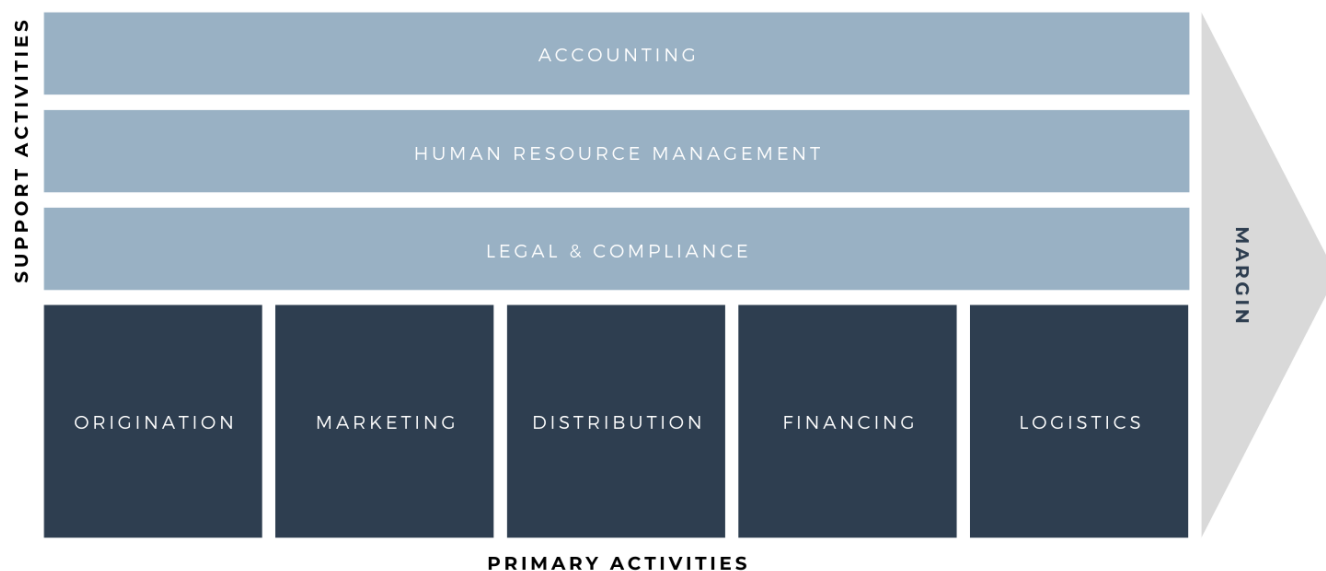 SUPPORT ACTIVITIES
ACCOUNTING
HUMAN RESOURCE MANAGEMENT
LEGAL & COMPLIANCE
MARGIN
ORIGINATION
MARKETING
DISTRIBUTION
FINANCING
LOGISTICS
PRIMARY ACTIVITIES